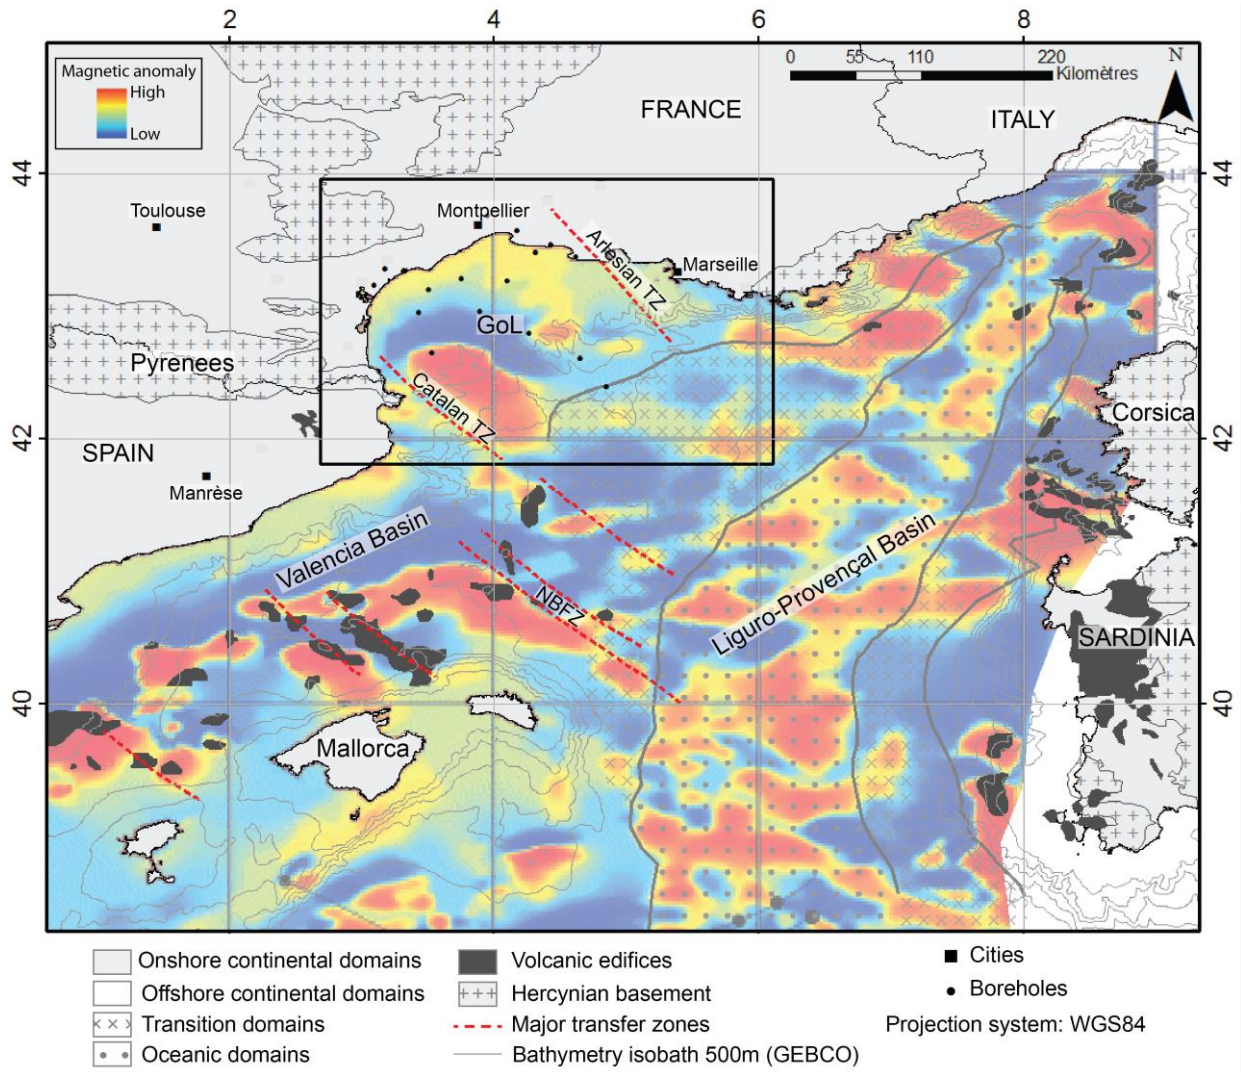 2 4 6 8
Magnetic anomaly
High
Low
0 55 110 220
Kilomètres
N
FRANCE
ITALY
44 44
Toulouse
Montpellier
Arlesian TZ
Marseille
GoL
Pyrenees
Catalan TZ
Corsica
42 42
SPAIN
Manrèse
Valencia Basin
NBFZ
Liguro-Provençal Basin
SARDINIA
40 40
Mallorca
Onshore continental domains
Offshore continental domains
Transition domains
Oceanic domains
Volcanic edifices
Hercynian basement
Major transfer zones
Bathymetry isobath 500m (GEBCO)
Cities
Boreholes
Projection system: WGS84